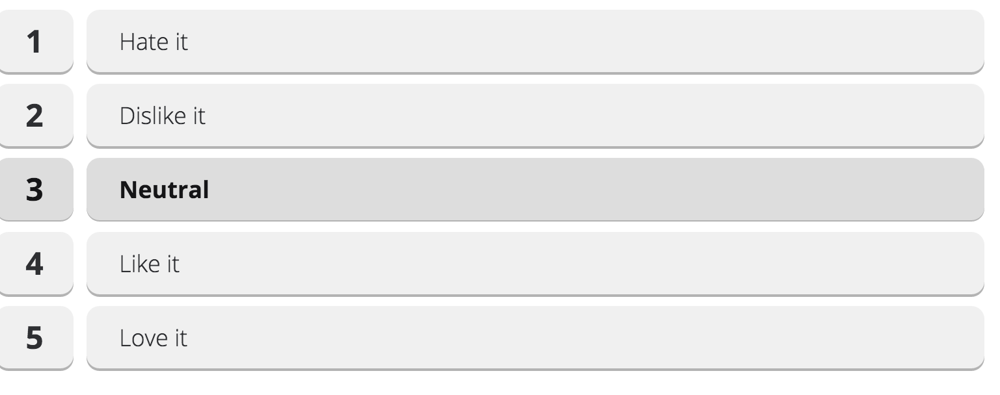 1 Hate it
2 Dislike it
3 Neutral
4 Like it
5 Love it